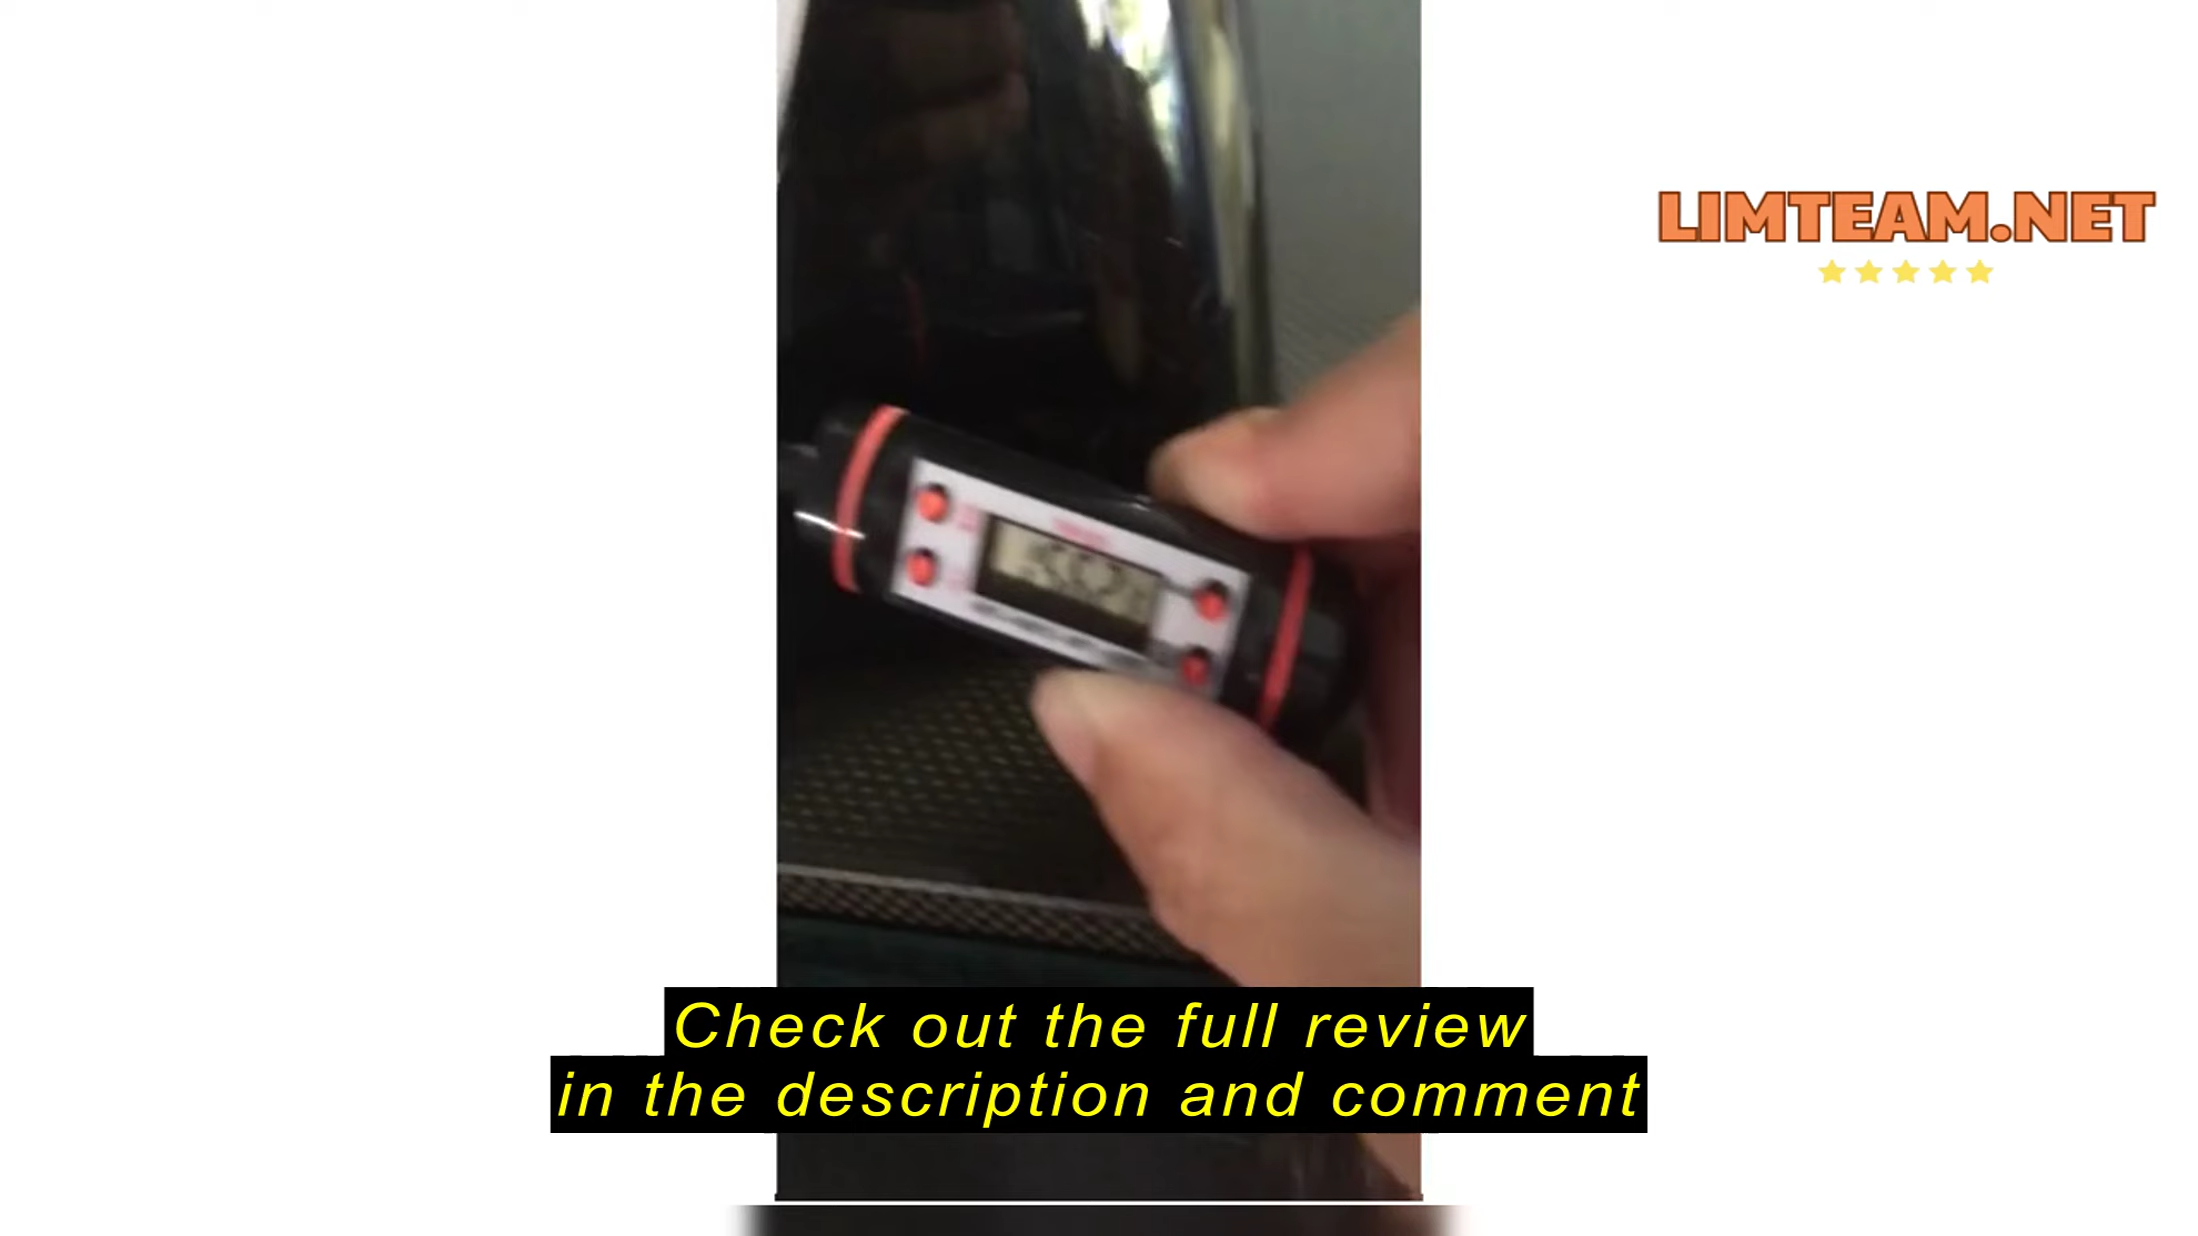 LIMTEAM.NET
Check out the full review
in the description and comment